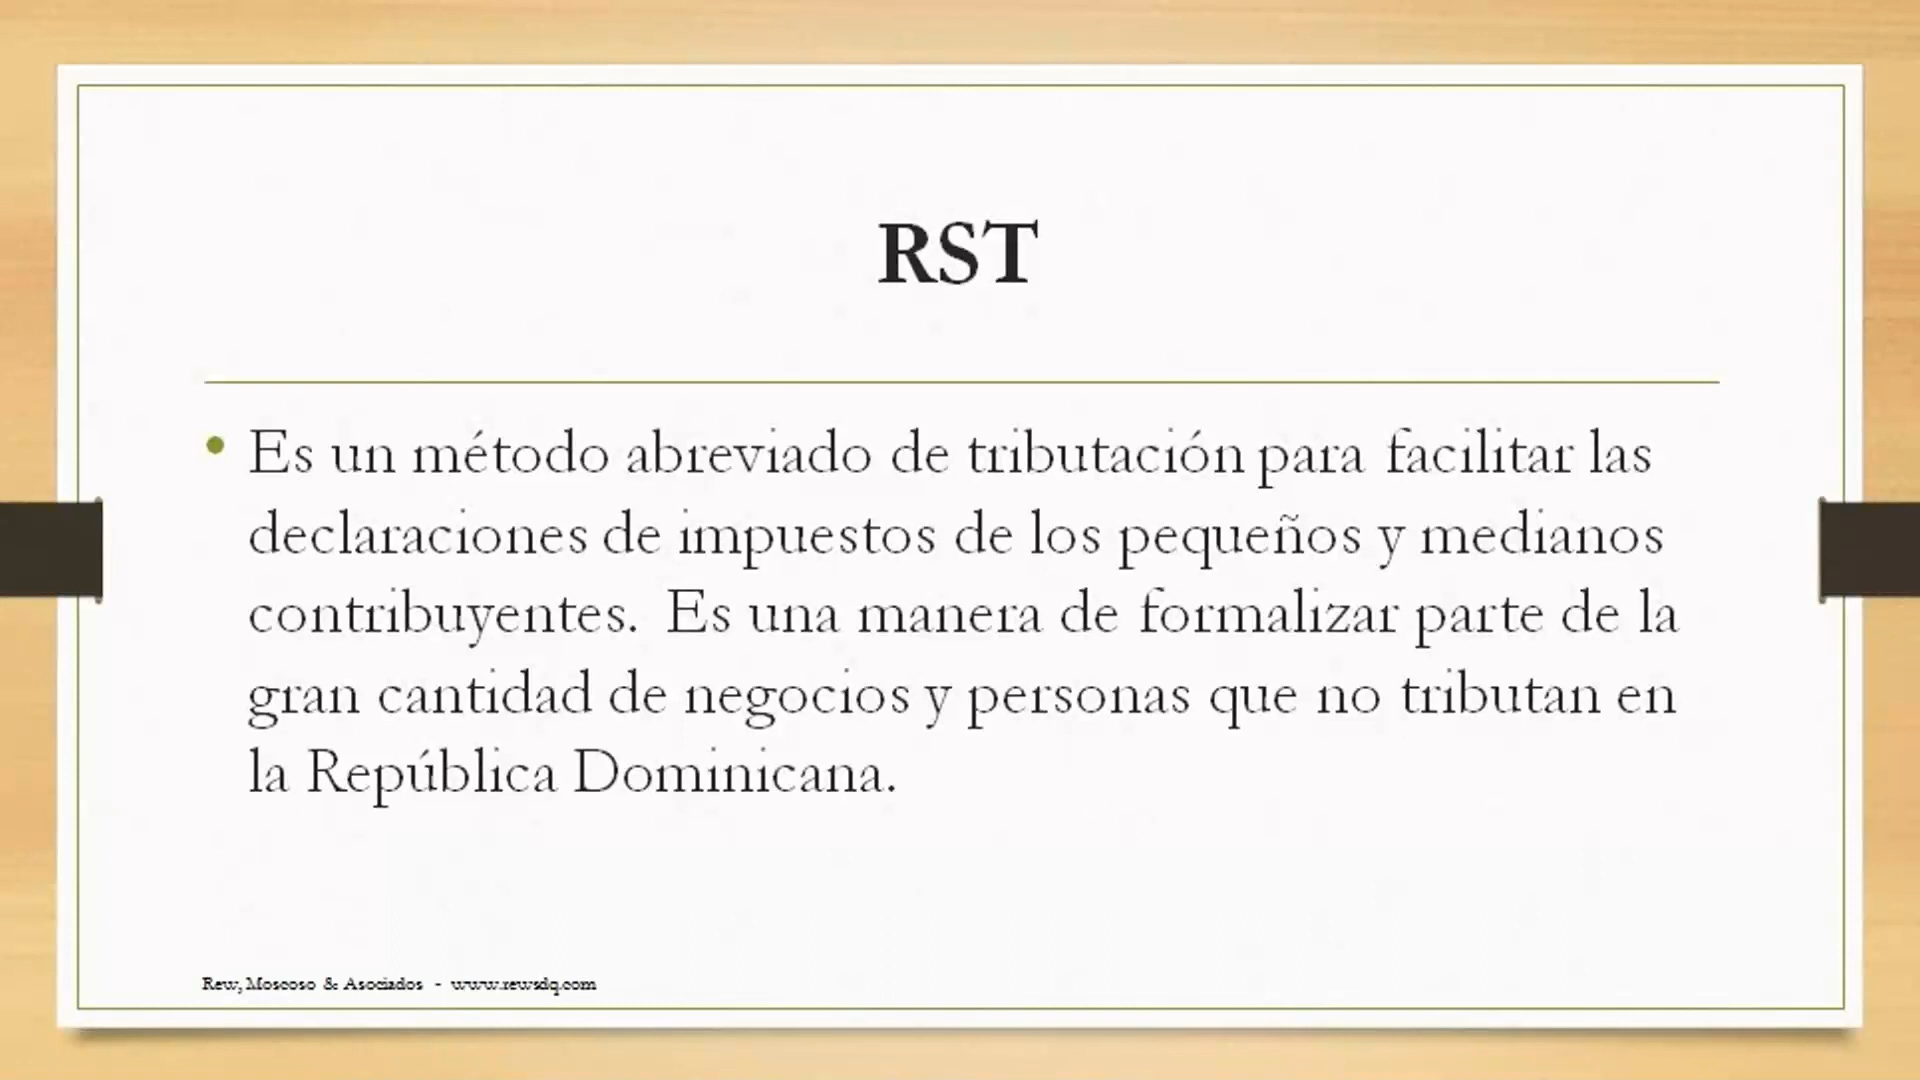 RST
• Es un método abreviado de tributación para facilitar las
declaraciones de impuestos de los pequeños y medianos
contribuyentes.  Es una manera de formalizar parte de la
gran cantidad de negocios y personas que no tributan en
la República Dominicana.
Rew, Moscoso & Asociados - www.rewsdq.com